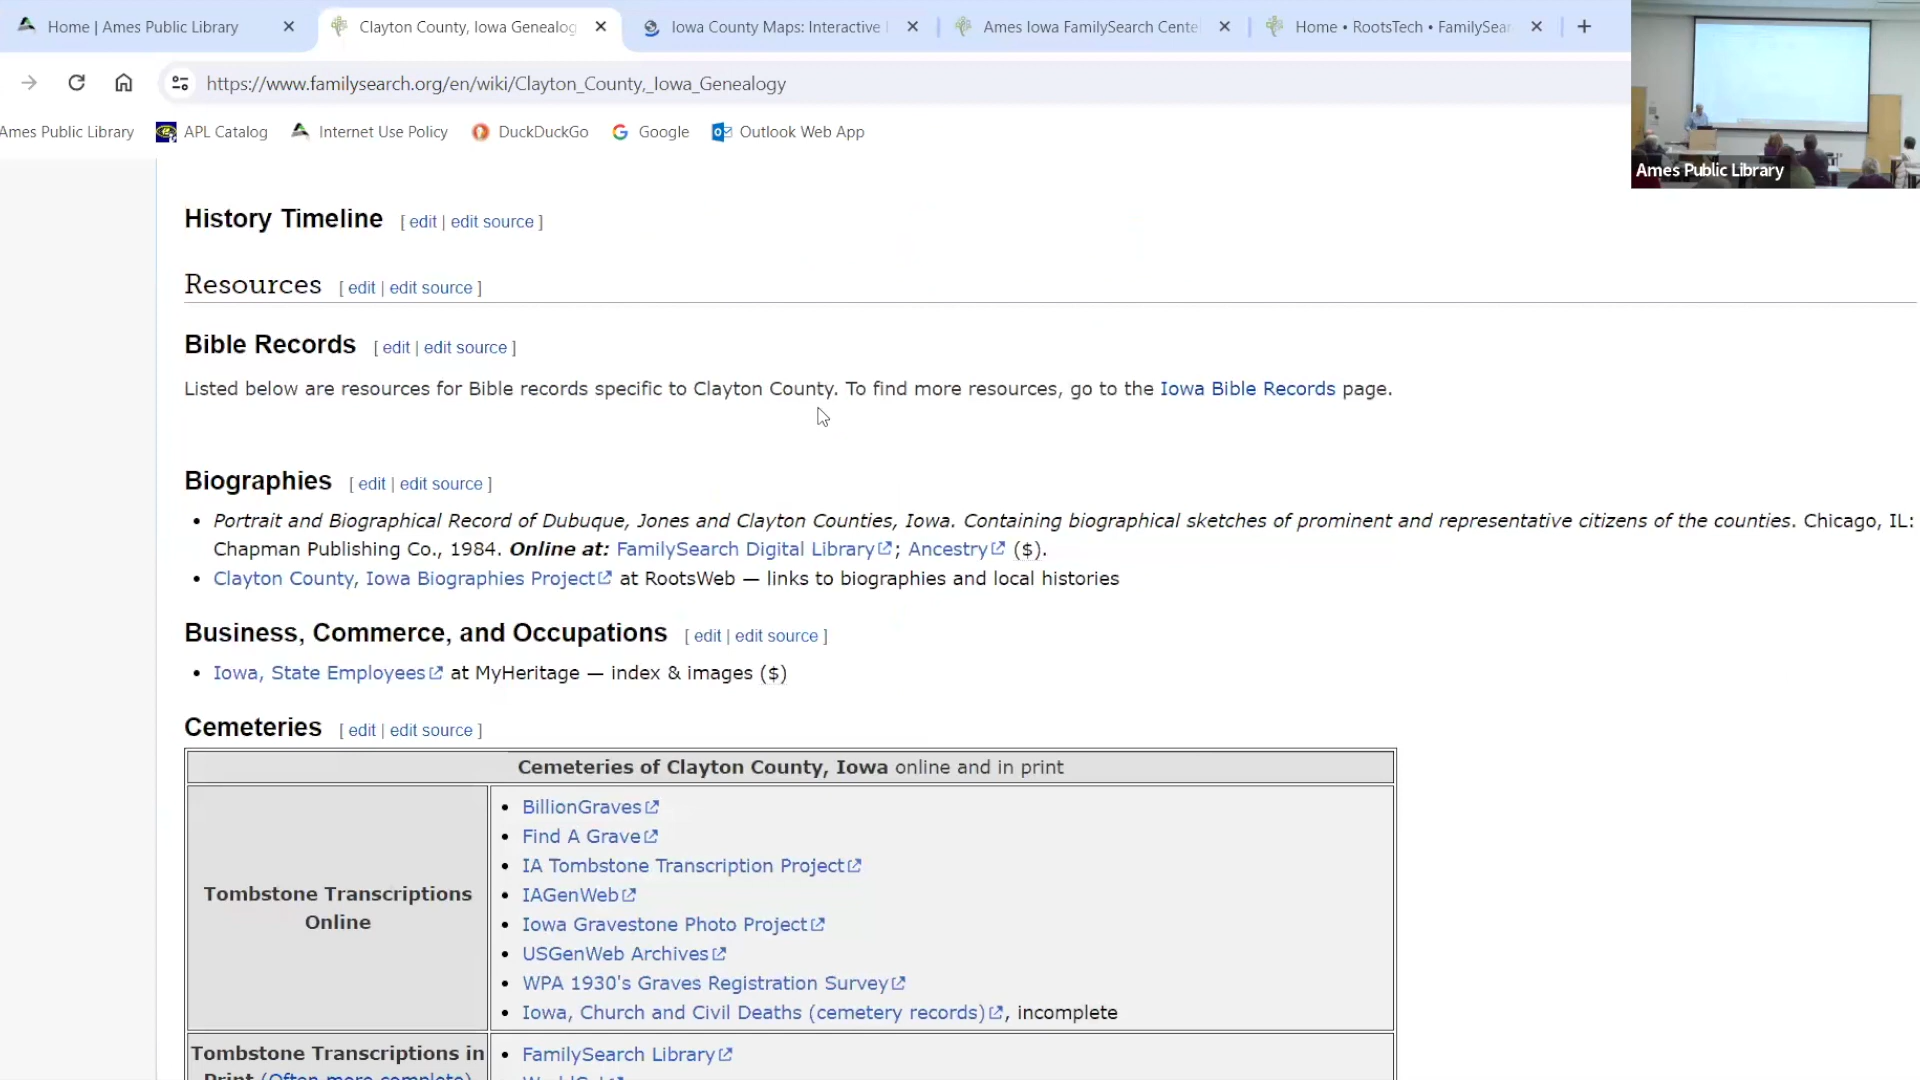 Home | Ames Public Library
Clayton County, Iowa Genealog
Iowa County Maps: Interactive
Ames Iowa FamilySearch Cente
Home • RootsTech • FamilySear
https://www.familysearch.org/en/wiki/Clayton_County,_Iowa_Genealogy
Ames Public Library
APL Catalog
Internet Use Policy
DuckDuckGo
Google
Outlook Web App
Ames Public Library
History Timeline [ edit | edit source ]
Resources [ edit | edit source ]
Bible Records [ edit | edit source ]
Listed below are resources for Bible records specific to Clayton County. To find more resources, go to the Iowa Bible Records page.
Biographies [ edit | edit source ]
• Portrait and Biographical Record of Dubuque, Jones and Clayton Counties, Iowa. Containing biographical sketches of prominent and representative citizens of the counties. Chicago, IL:
Chapman Publishing Co., 1984. Online at: FamilySearch Digital Library; Ancestry ($).
• Clayton County, Iowa Biographies Project at RootsWeb — links to biographies and local histories
Business, Commerce, and Occupations [ edit | edit source ]
• Iowa, State Employees at MyHeritage — index & images ($)
Cemeteries [ edit | edit source ]
Cemeteries of Clayton County, Iowa online and in print
Tombstone Transcriptions
Online
• BillionGraves
• Find A Grave
• IA Tombstone Transcription Project
• IAGenWeb
• Iowa Gravestone Photo Project
• USGenWeb Archives
• WPA 1930's Graves Registration Survey
• Iowa, Church and Civil Deaths (cemetery records), incomplete
Tombstone Transcriptions in
Print (Often more complete)
• FamilySearch Library
WorldCat